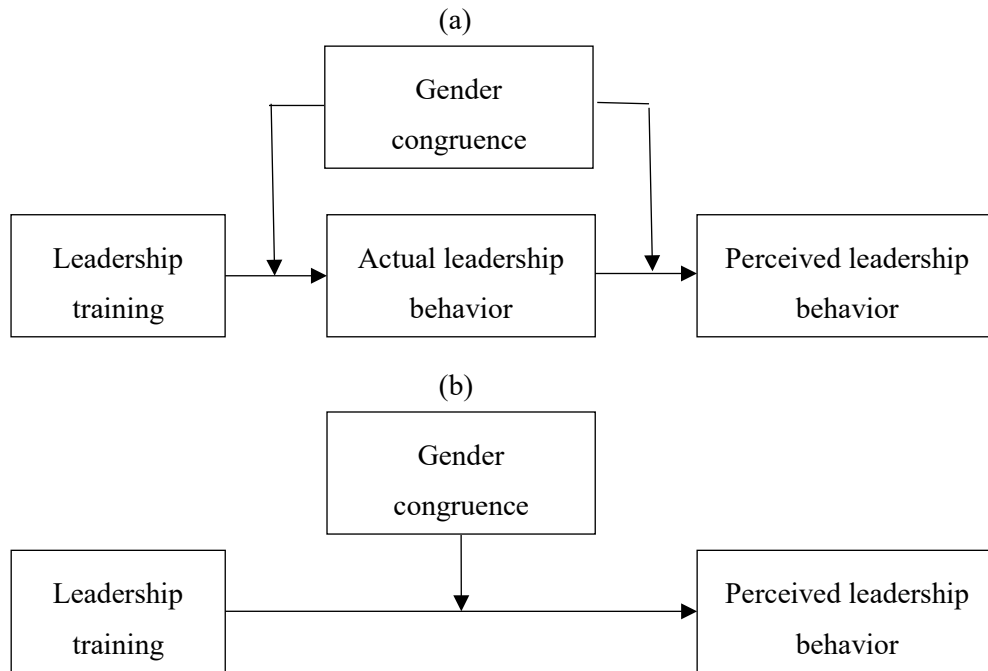 (a)
Gender
congruence
Leadership
training
Actual leadership
behavior
Perceived leadership
behavior
(b)
Gender
congruence
Leadership
training
Perceived leadership
behavior